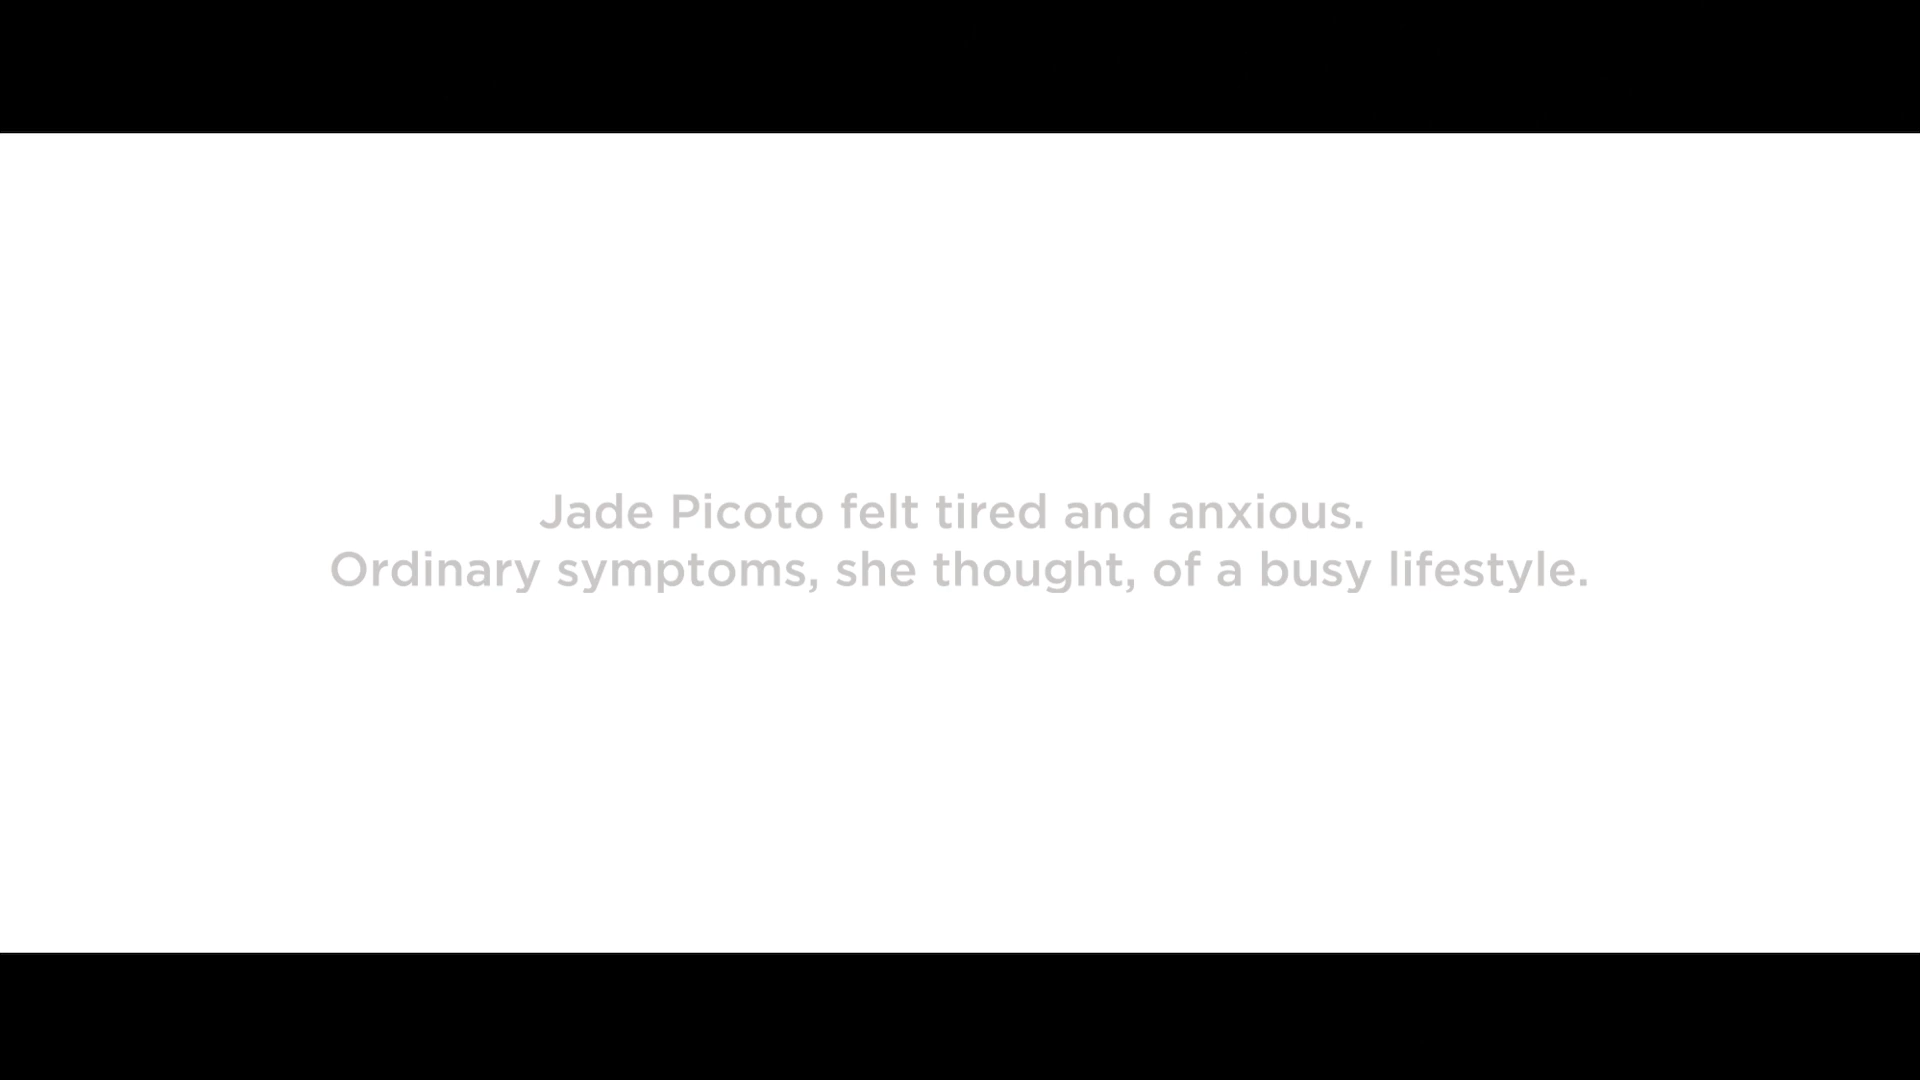 Jade Picoto felt tired and anxious.
Ordinary symptoms, she thought, of a busy lifestyle.